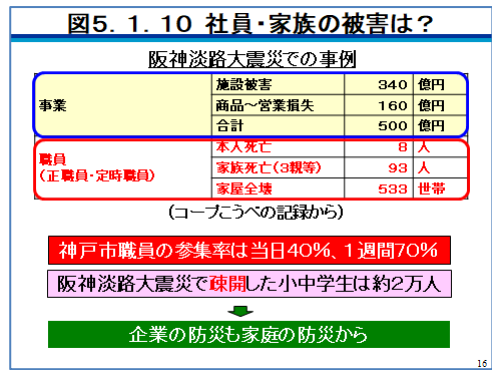 図5.1.10 社員・家族の被害は？
阪神淡路大震災での事例
事業 施設被害 340 億円
商品～営業損失 160 億円
合計 500 億円
職員
(正職員・定時職員)
本人死亡 8 人
家族死亡(3親等) 93 人
家屋全壊 533 世帯
(コープこうべの記録から)
神戸市職員の参集率は当日40％、1週間70％
阪神淡路大震災で疎開した小中学生は約2万人
企業の防災も家庭の防災から
16